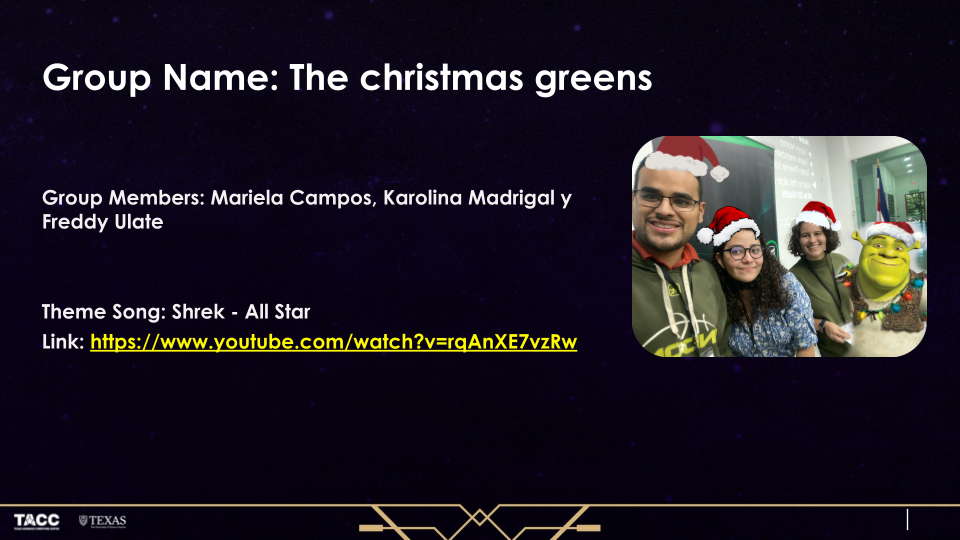 Group Name: The christmas greens
Group Members: Mariela Campos, Karolina Madrigal y
Freddy Ulate
Theme Song: Shrek - All Star
Link: https://www.youtube.com/watch?v=rqAnXE7vzRw
TACC
TEXAS